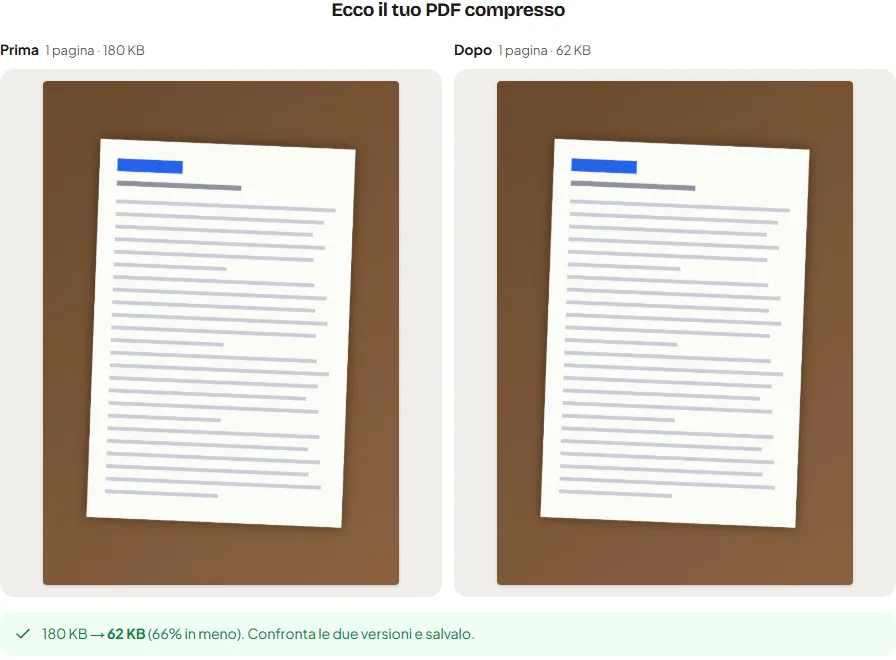 Ecco il tuo PDF compresso
Prima 1 pagina · 180 KB
Dopo 1 pagina · 62 KB
180 KB → 62 KB (66% in meno). Confronta le due versioni e salvalo.